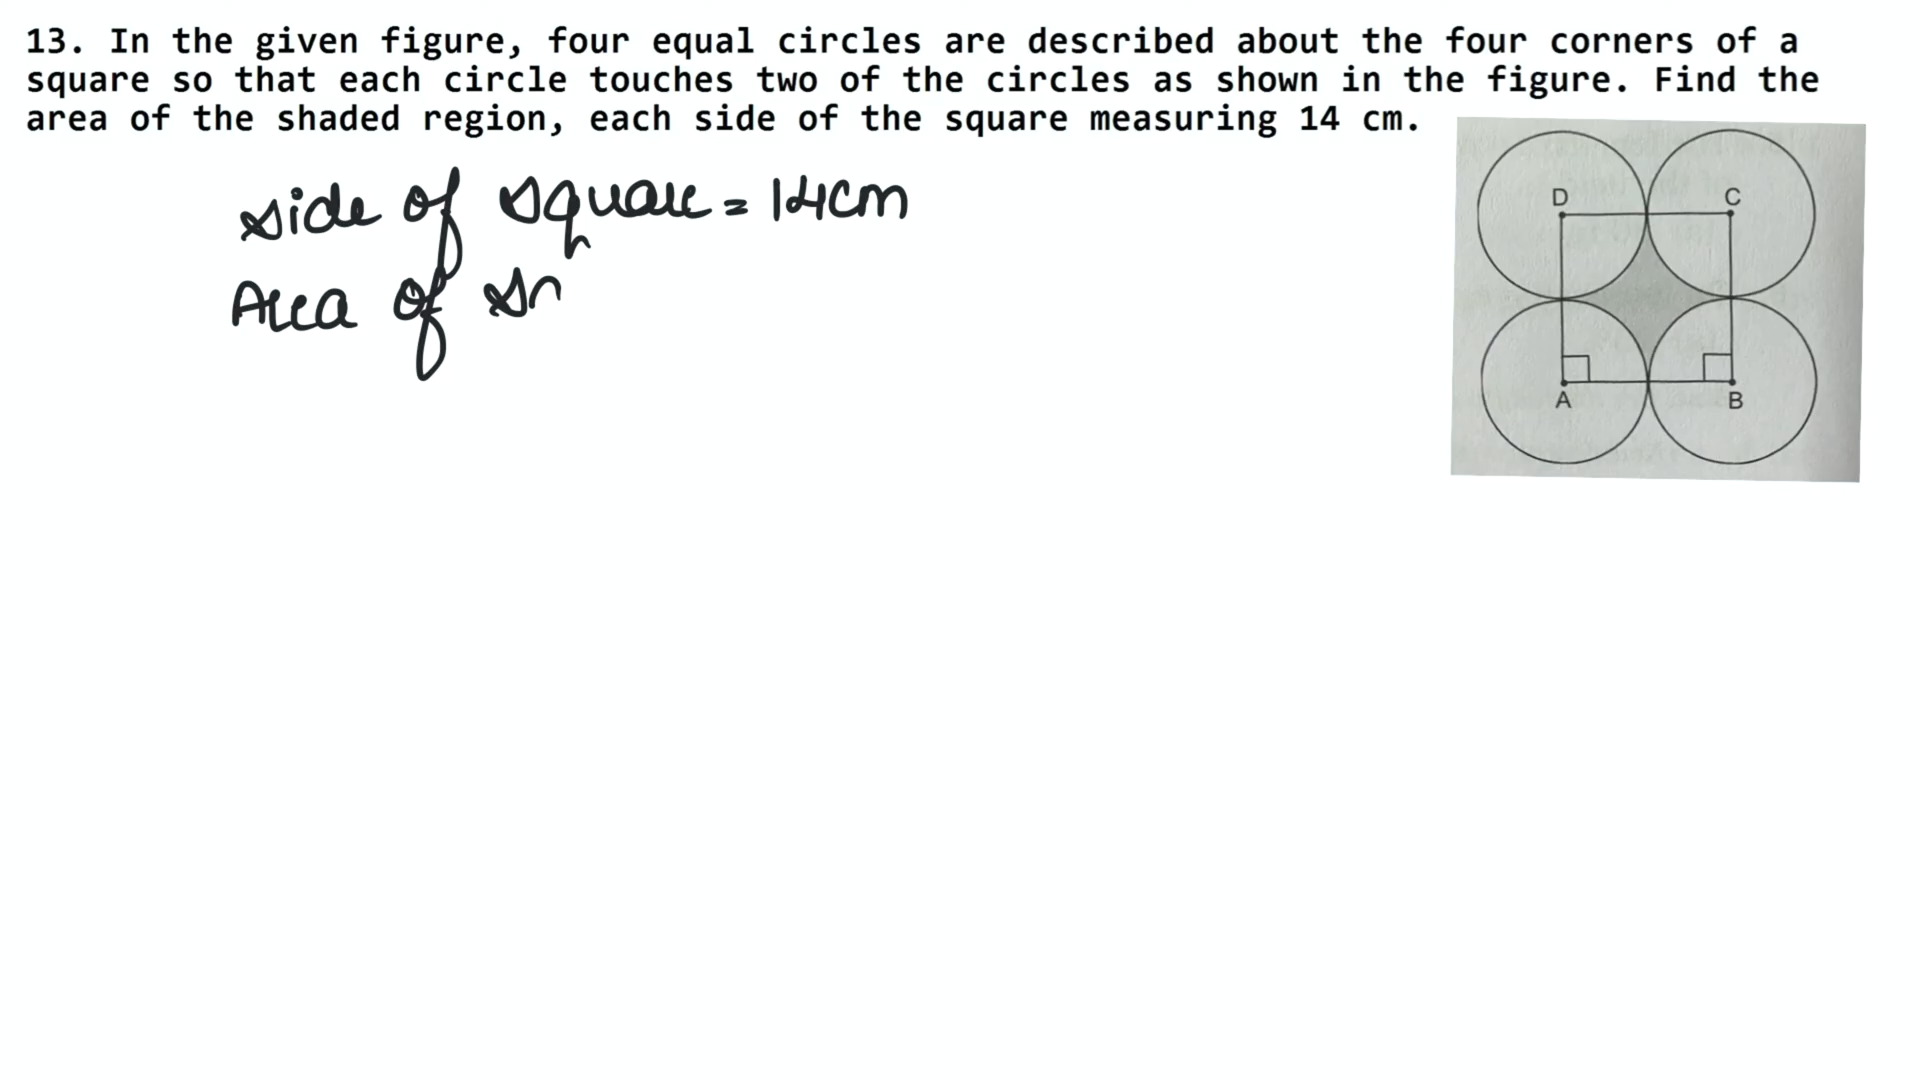 13. In the given figure, four equal circles are described about the four corners of a
square so that each circle touches two of the circles as shown in the figure. Find the
area of the shaded region, each side of the square measuring 14 cm.
side of square = 14cm
Area of
D C
A B